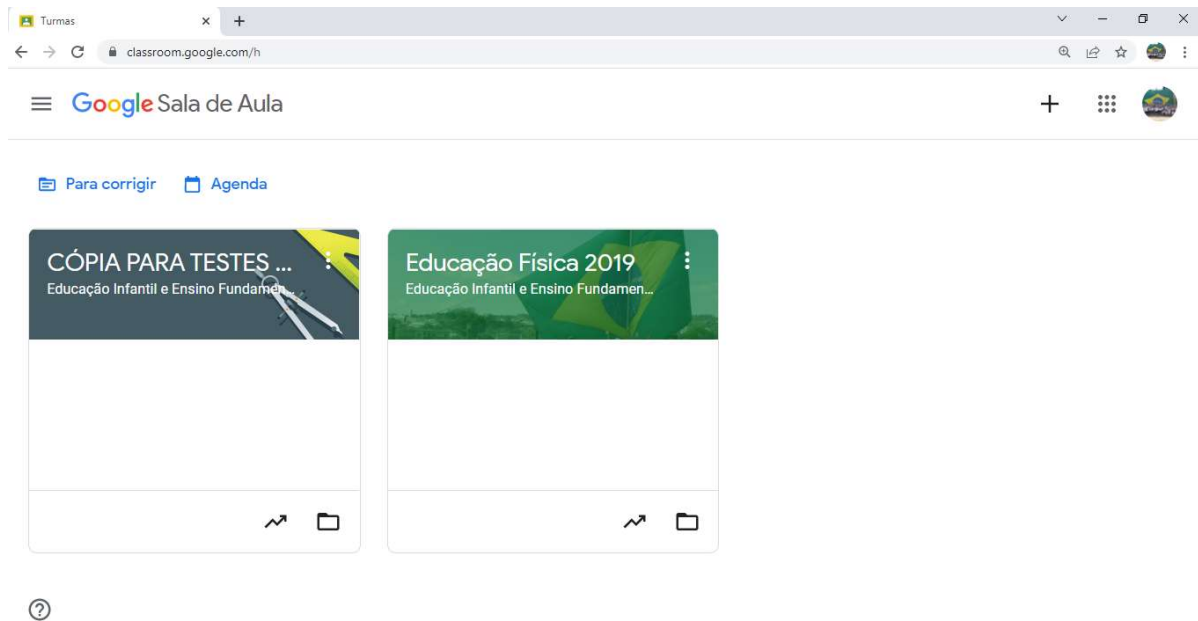 Turmas
classroom.google.com/h
Google Sala de Aula
Para corrigir Agenda
CÓPIA PARA TESTES ...
Educação Infantil e Ensino Fundamen...
Educação Física 2019
Educação Infantil e Ensino Fundamen...